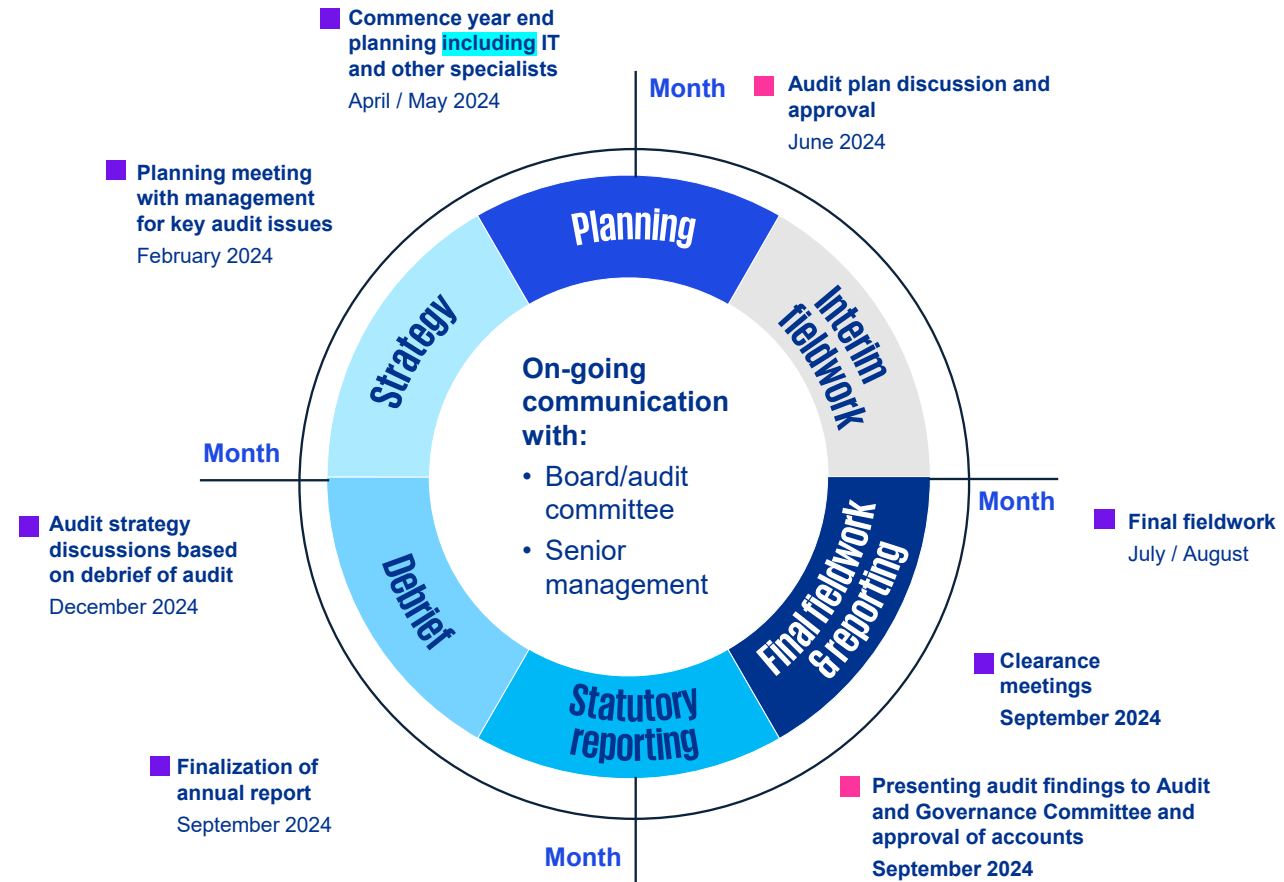 Commence year end
planning including IT
and other specialists
April / May 2024
Month
Audit plan discussion and
approval
June 2024
Planning meeting
with management
for key audit issues
February 2024
Planning
Strategy
Interim
fieldwork
On-going
communication
with:
• Board/audit
committee
• Senior
management
Month
Month
Audit strategy
discussions based
on debrief of audit
December 2024
Final fieldwork
July / August
Debrief
Final fieldwork
& reporting
Statutory
reporting
Clearance
meetings
September 2024
Finalization of
annual report
September 2024
Presenting audit findings to Audit
and Governance Committee and
approval of accounts
September 2024
Month